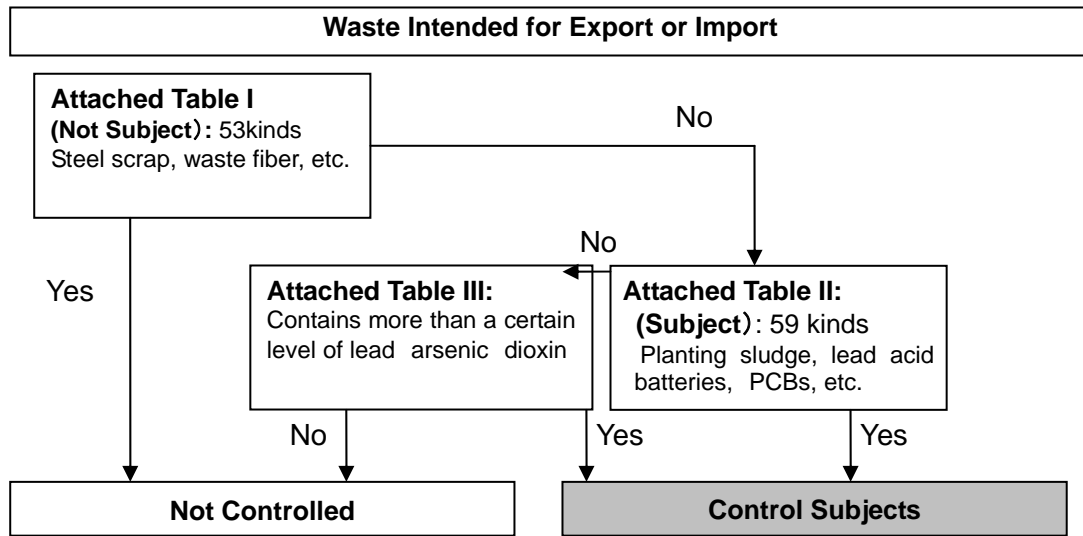 Waste Intended for Export or Import
Attached Table I
(Not Subject）: 53kinds
Steel scrap, waste fiber, etc.
No
No
Yes
Attached Table III:
Contains more than a certain
level of lead arsenic dioxin
Attached Table II:
(Subject）: 59 kinds
Planting sludge, lead acid
batteries, PCBs, etc.
No
Yes
Yes
Not Controlled
Control Subjects